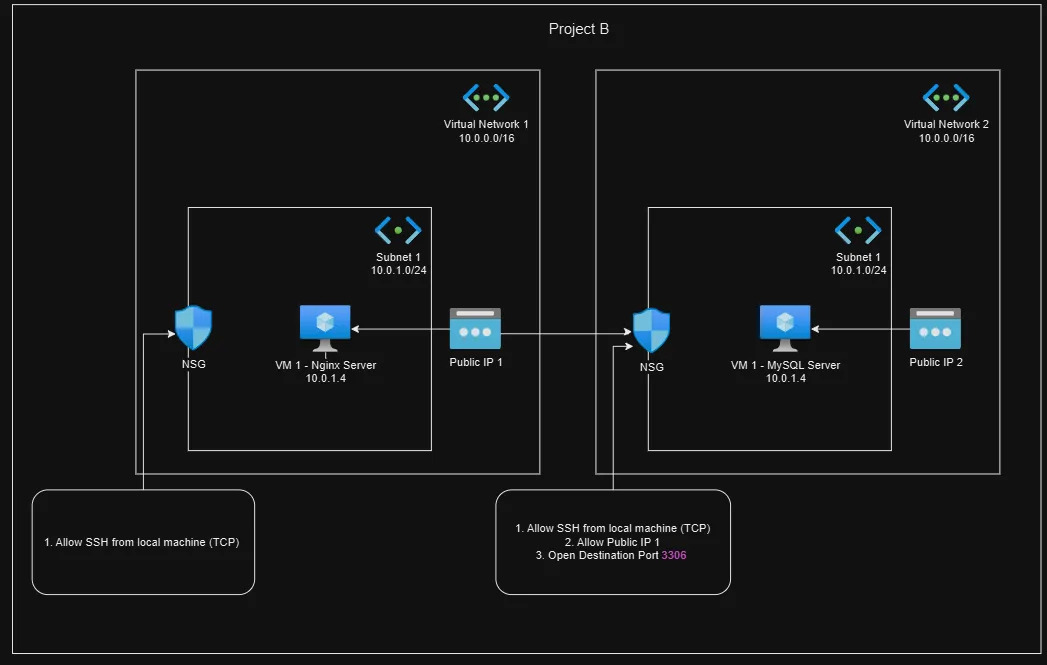 Project B
Virtual Network 1
10.0.0.0/16
Virtual Network 2
10.0.0.0/16
Subnet 1
10.0.1.0/24
Subnet 1
10.0.1.0/24
NSG
VM 1 - Nginx Server
10.0.1.4
Public IP 1
NSG
VM 1 - MySQL Server
10.0.1.4
Public IP 2
1. Allow SSH from local machine (TCP)
1. Allow SSH from local machine (TCP)
2. Allow Public IP 1
3. Open Destination Port 3306